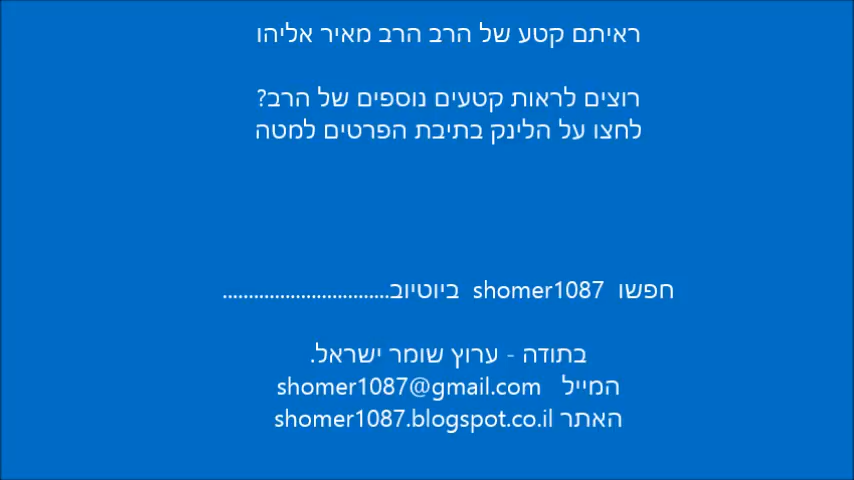 ראיתם קטע של הרב הרב מאיר אליהו
רוצים לראות קטעים נוספים של הרב?
לחצו על הלינק בתיבת הפרטים למטה
חפשו shomer1087 ביוטיוב................................
בתודה - ערוץ שומר ישראל.
המייל shomer1087@gmail.com
האתר shomer1087.blogspot.co.il